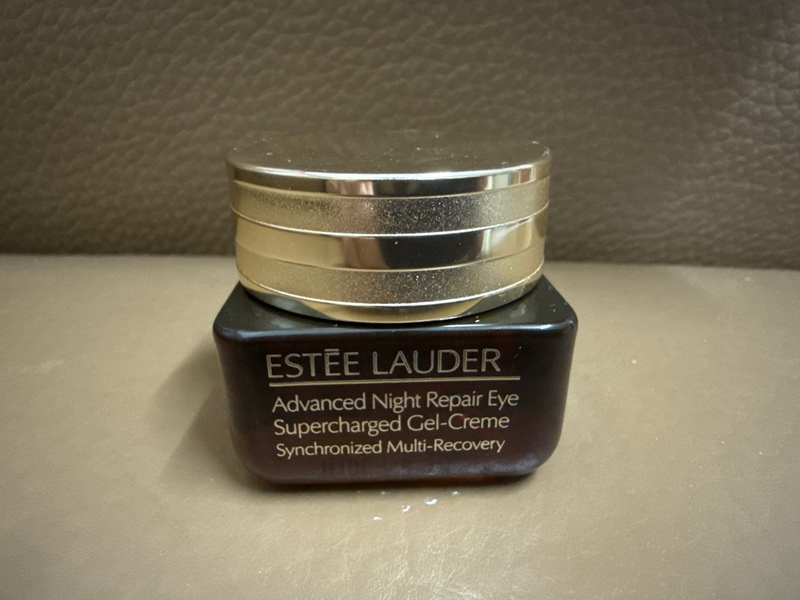 ESTĒE LAUDER
Advanced Night Repair Eye
Supercharged Gel-Creme
Synchronized Multi-Recovery